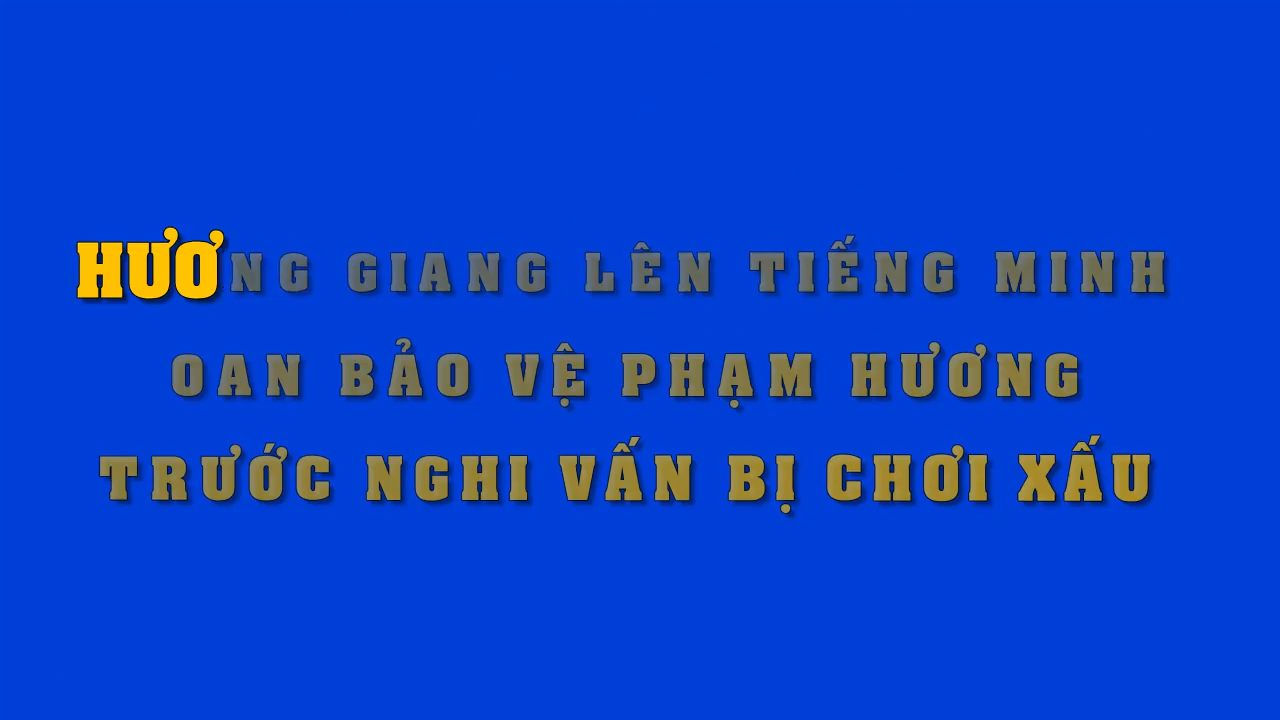 HƯƠNG GIANG LÊN TIẾNG MINH
OAN BẢO VỆ PHẠM HƯƠNG
TRƯỚC NGHI VẤN BỊ CHƠI XẤU